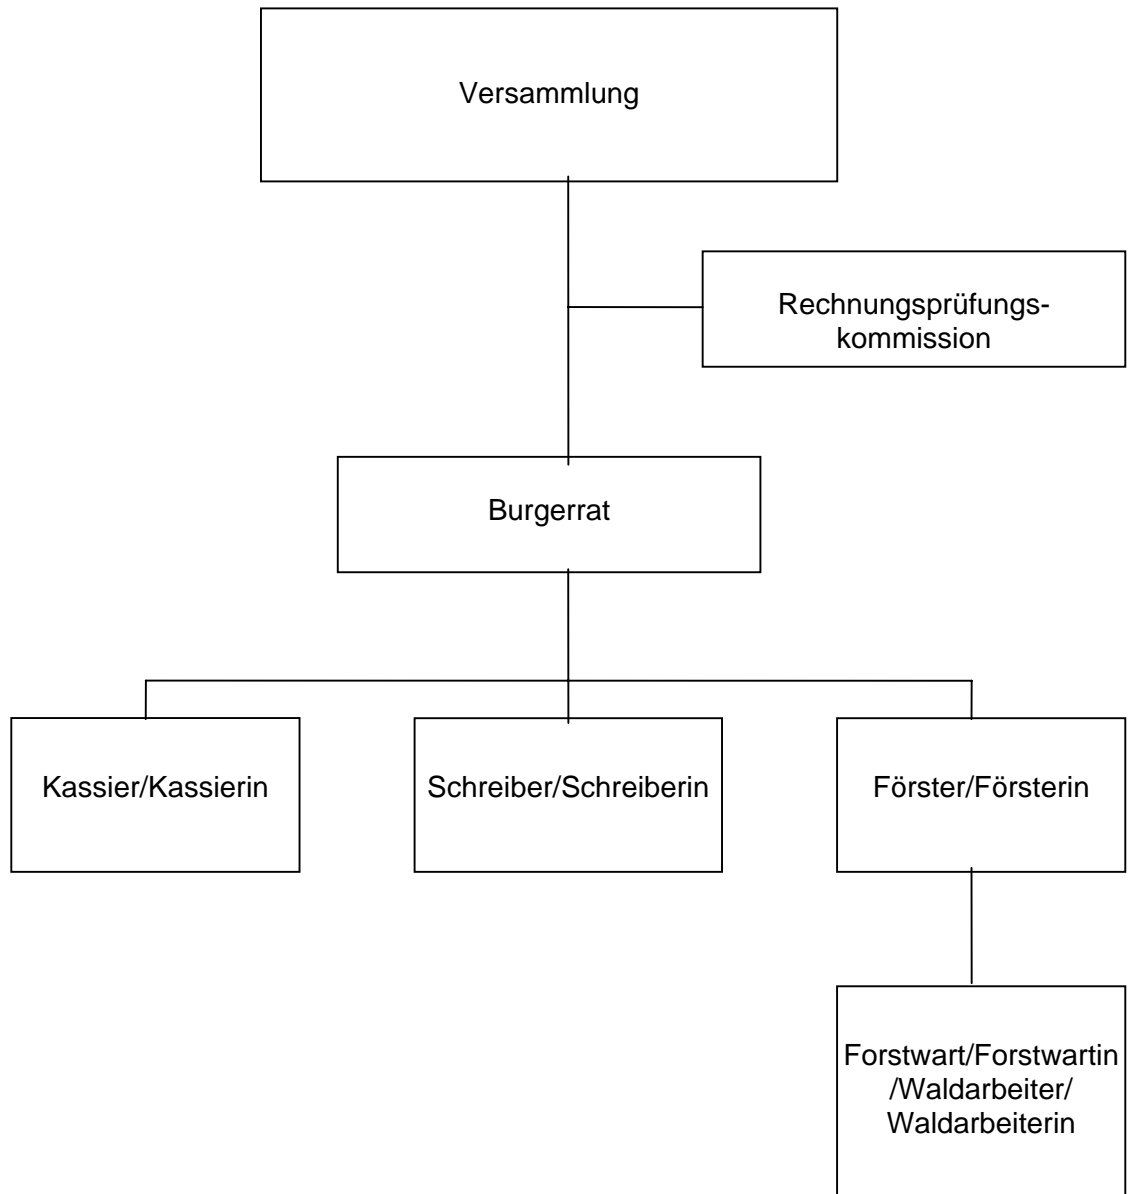 Versammlung
Rechnungsprüfungs-
kommission
Burgerrat
Kassier/Kassierin
Schreiber/Schreiberin
Förster/Försterin
Forstwart/Forstwartin
/Waldarbeiter/
Waldarbeiterin